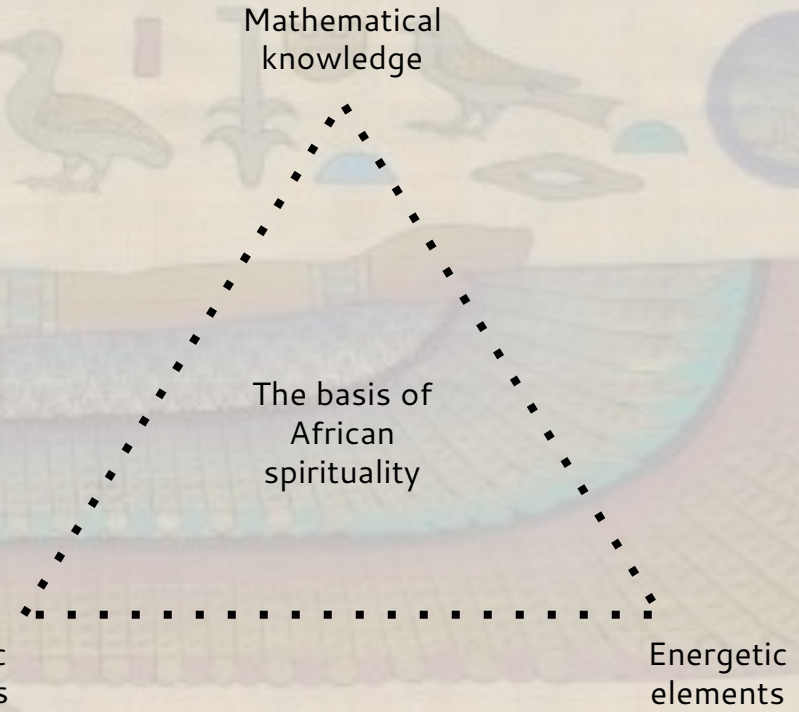 Mathematical
knowledge
The basis of
African
spirituality
Energetic
elements